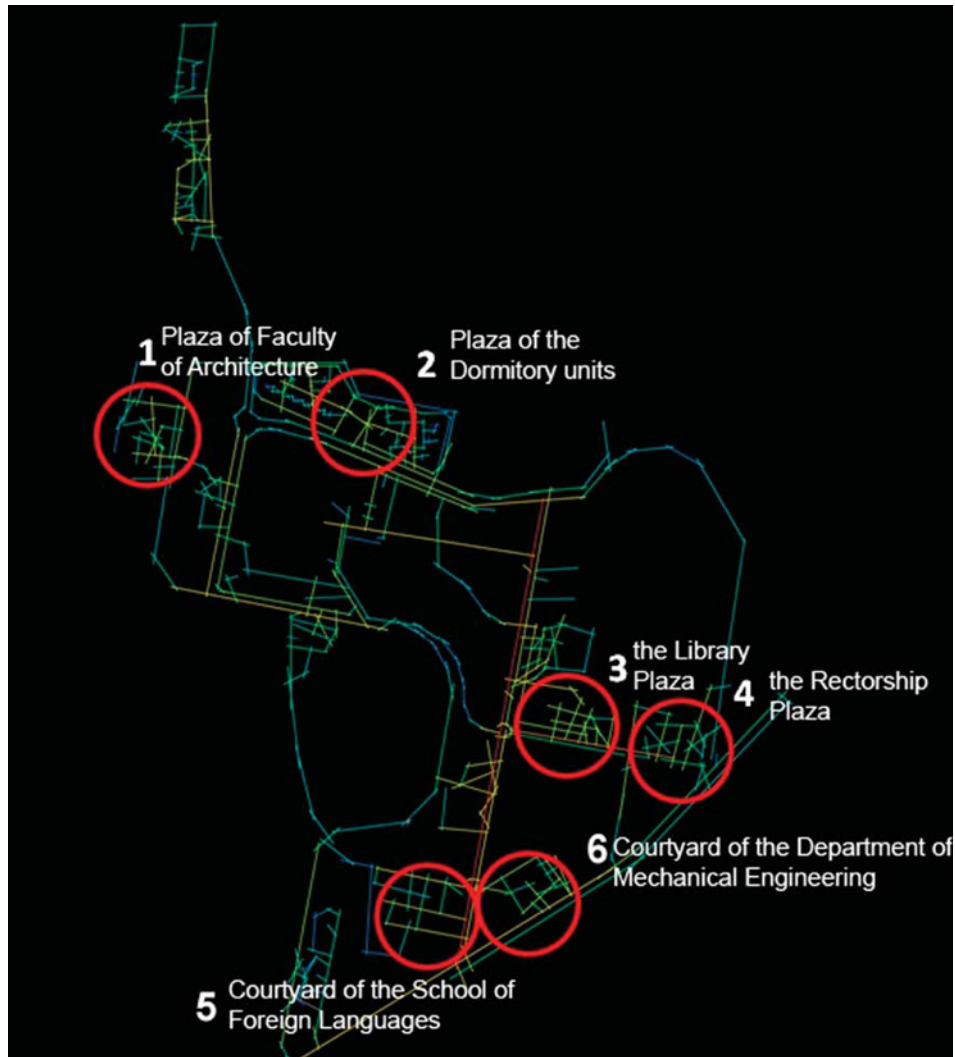 1 Plaza of Faculty
of Architecture
2 Plaza of the
Dormitory units
3 the Library
Plaza
4 the Rectorship
Plaza
6 Courtyard of the Department of
Mechanical Engineering
5 Courtyard of the School of
Foreign Languages